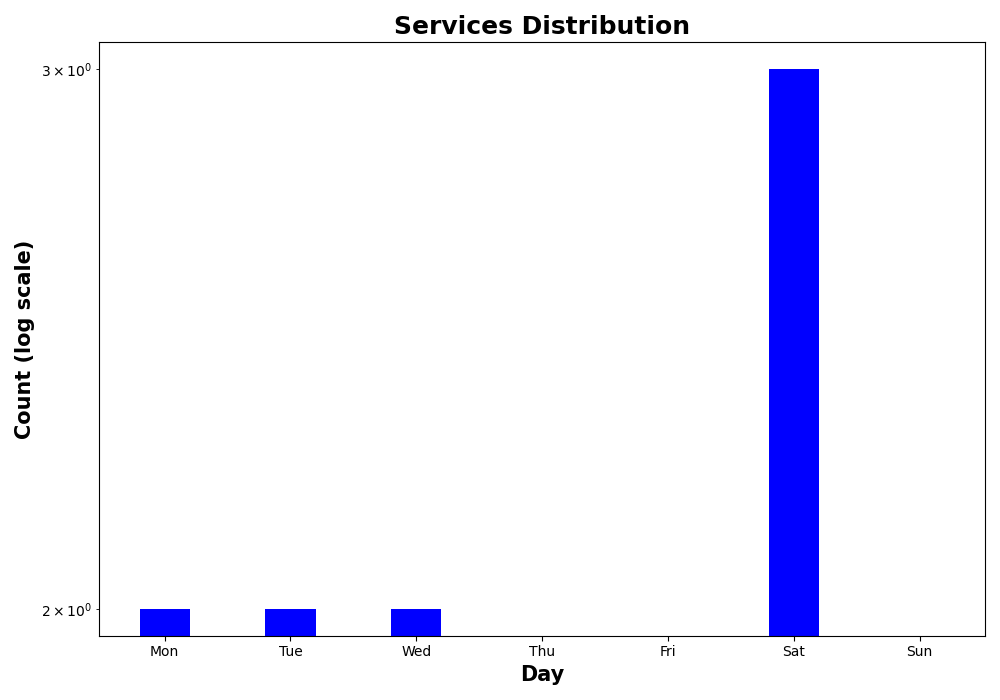 Services Distribution
Count (log scale)
3 × 10⁰
2 × 10⁰
Mon Tue Wed Thu Fri Sat Sun
Day